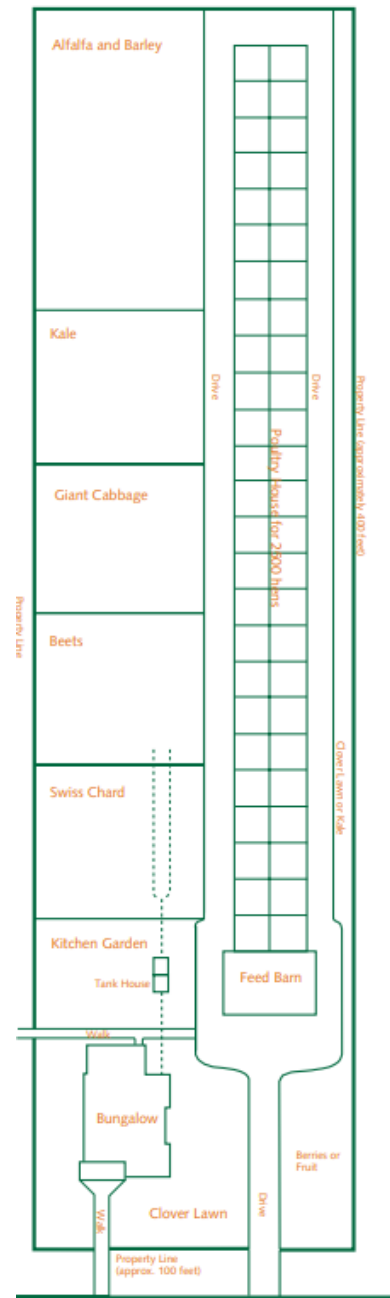 Alfalfa and Barley
Kale
Drive
Drive
Property Line (approximately 400 feet)
Poultry House for 2600 hens
Giant Cabbage
Property Line
Beets
Clover Lawn or Kale
Swiss Chard
Kitchen Garden
Tank House
Feed Barn
Walk
Bungalow
Berries or
Fruit
Clover Lawn
Walk
Drive
Property Line
(approx. 100 feet)